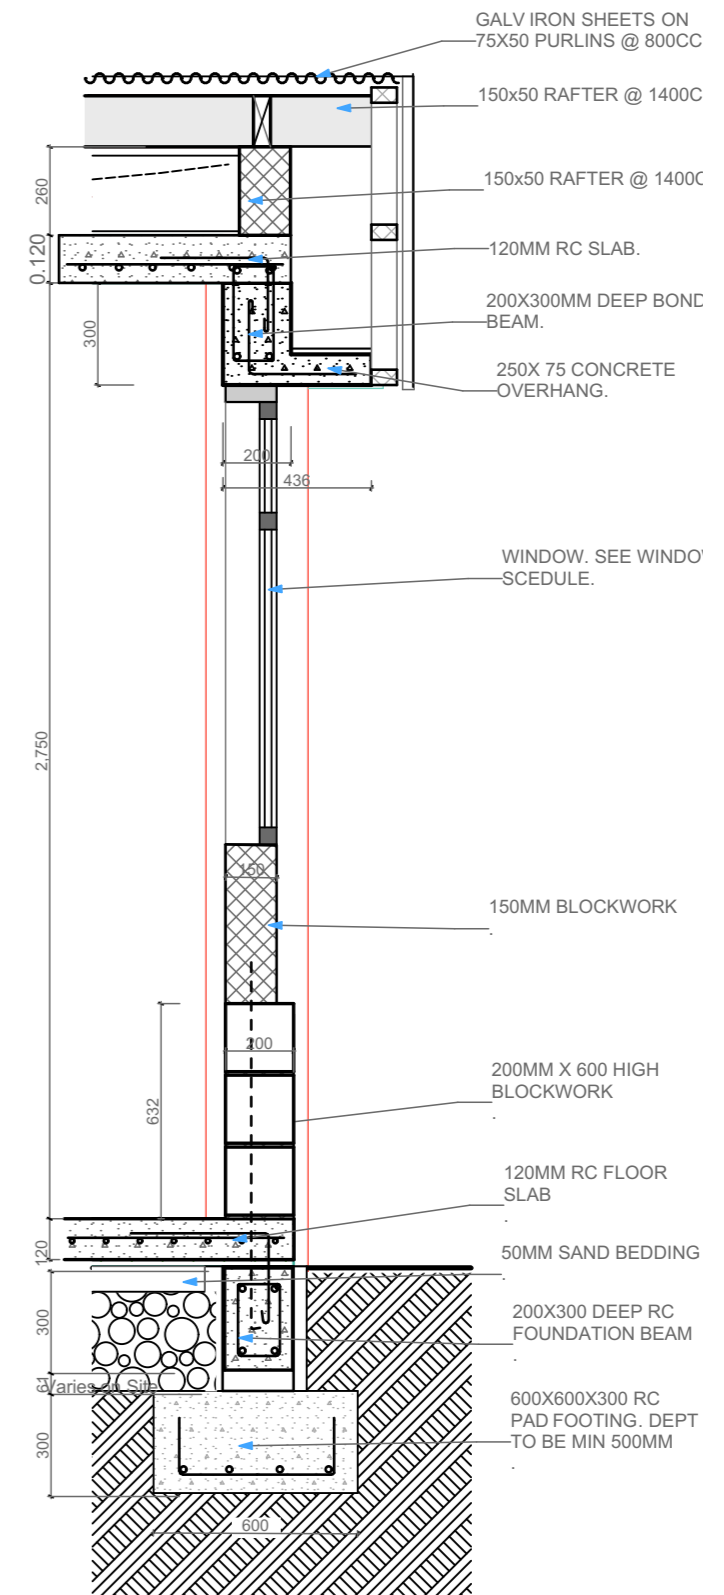 GALV IRON SHEETS ON
75X50 PURLINS @ 800CC
150x50 RAFTER @ 1400C
260
150x50 RAFTER @ 1400C
0.120
120MM RC SLAB.
300
200X300MM DEEP BOND
BEAM.
250X 75 CONCRETE
OVERHANG.
200
436
WINDOW. SEE WINDOW
SCEDULE.
2,750
150
150MM BLOCKWORK
.
200
632
200MM X 600 HIGH
BLOCKWORK
.
120MM RC FLOOR
SLAB
.
120
50MM SAND BEDDING
.
300
200X300 DEEP RC
FOUNDATION BEAM
.
61
Varies on Site
600X600X300 RC
PAD FOOTING. DEPT
TO BE MIN 500MM
.
300
600